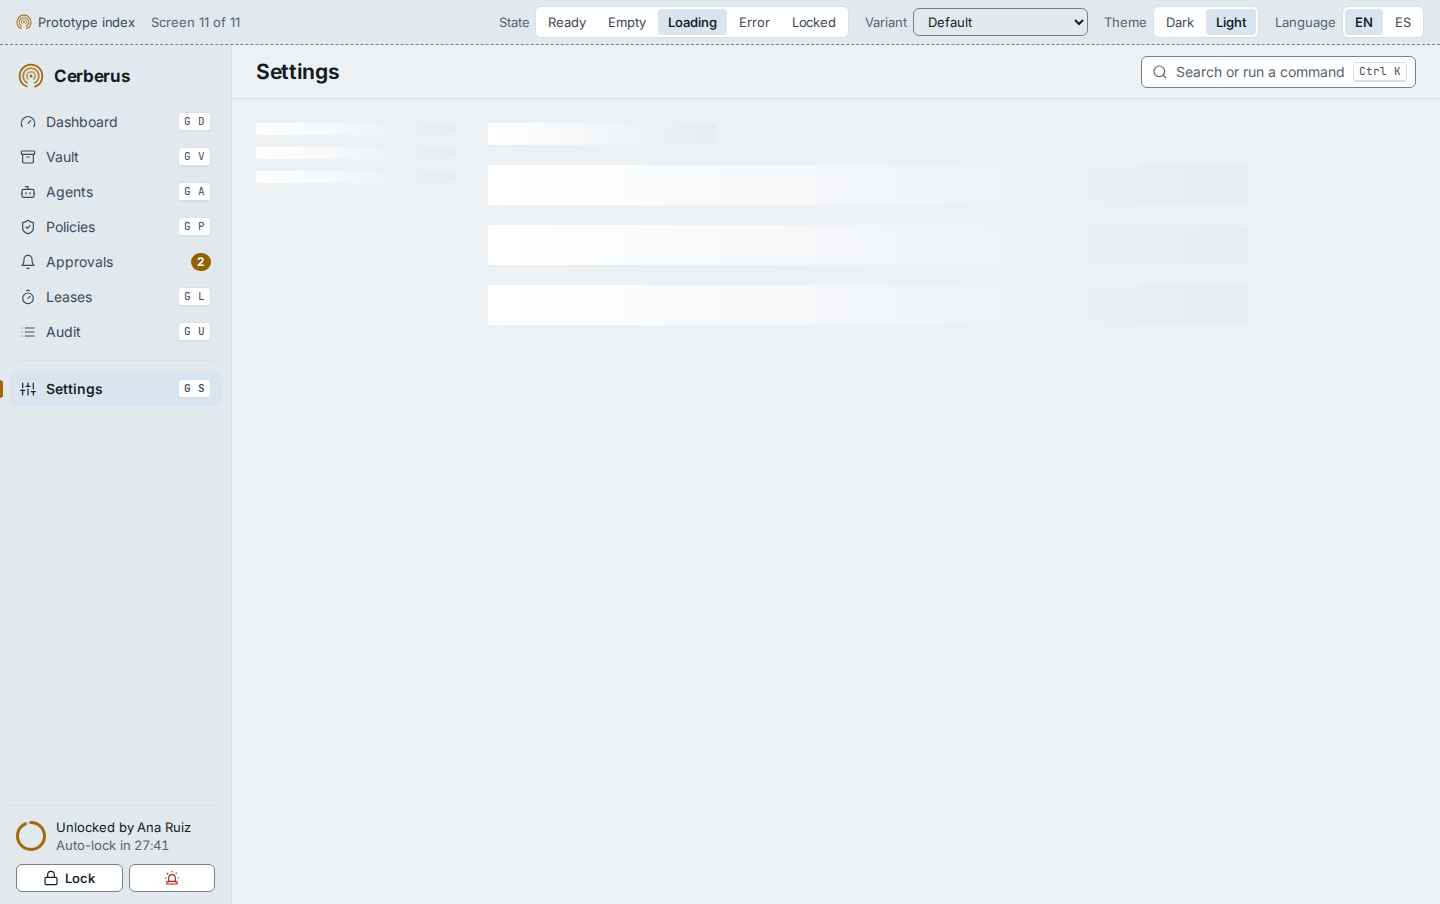 Prototype index Screen 11 of 11 State Ready Empty Loading Error Locked Variant Default Theme Dark Light Language EN ES
Cerberus
Settings
Search or run a command Ctrl K
Dashboard G D
Vault G V
Agents G A
Policies G P
Approvals 2
Leases G L
Audit G U
Settings G S
Unlocked by Ana Ruiz
Auto-lock in 27:41
Lock